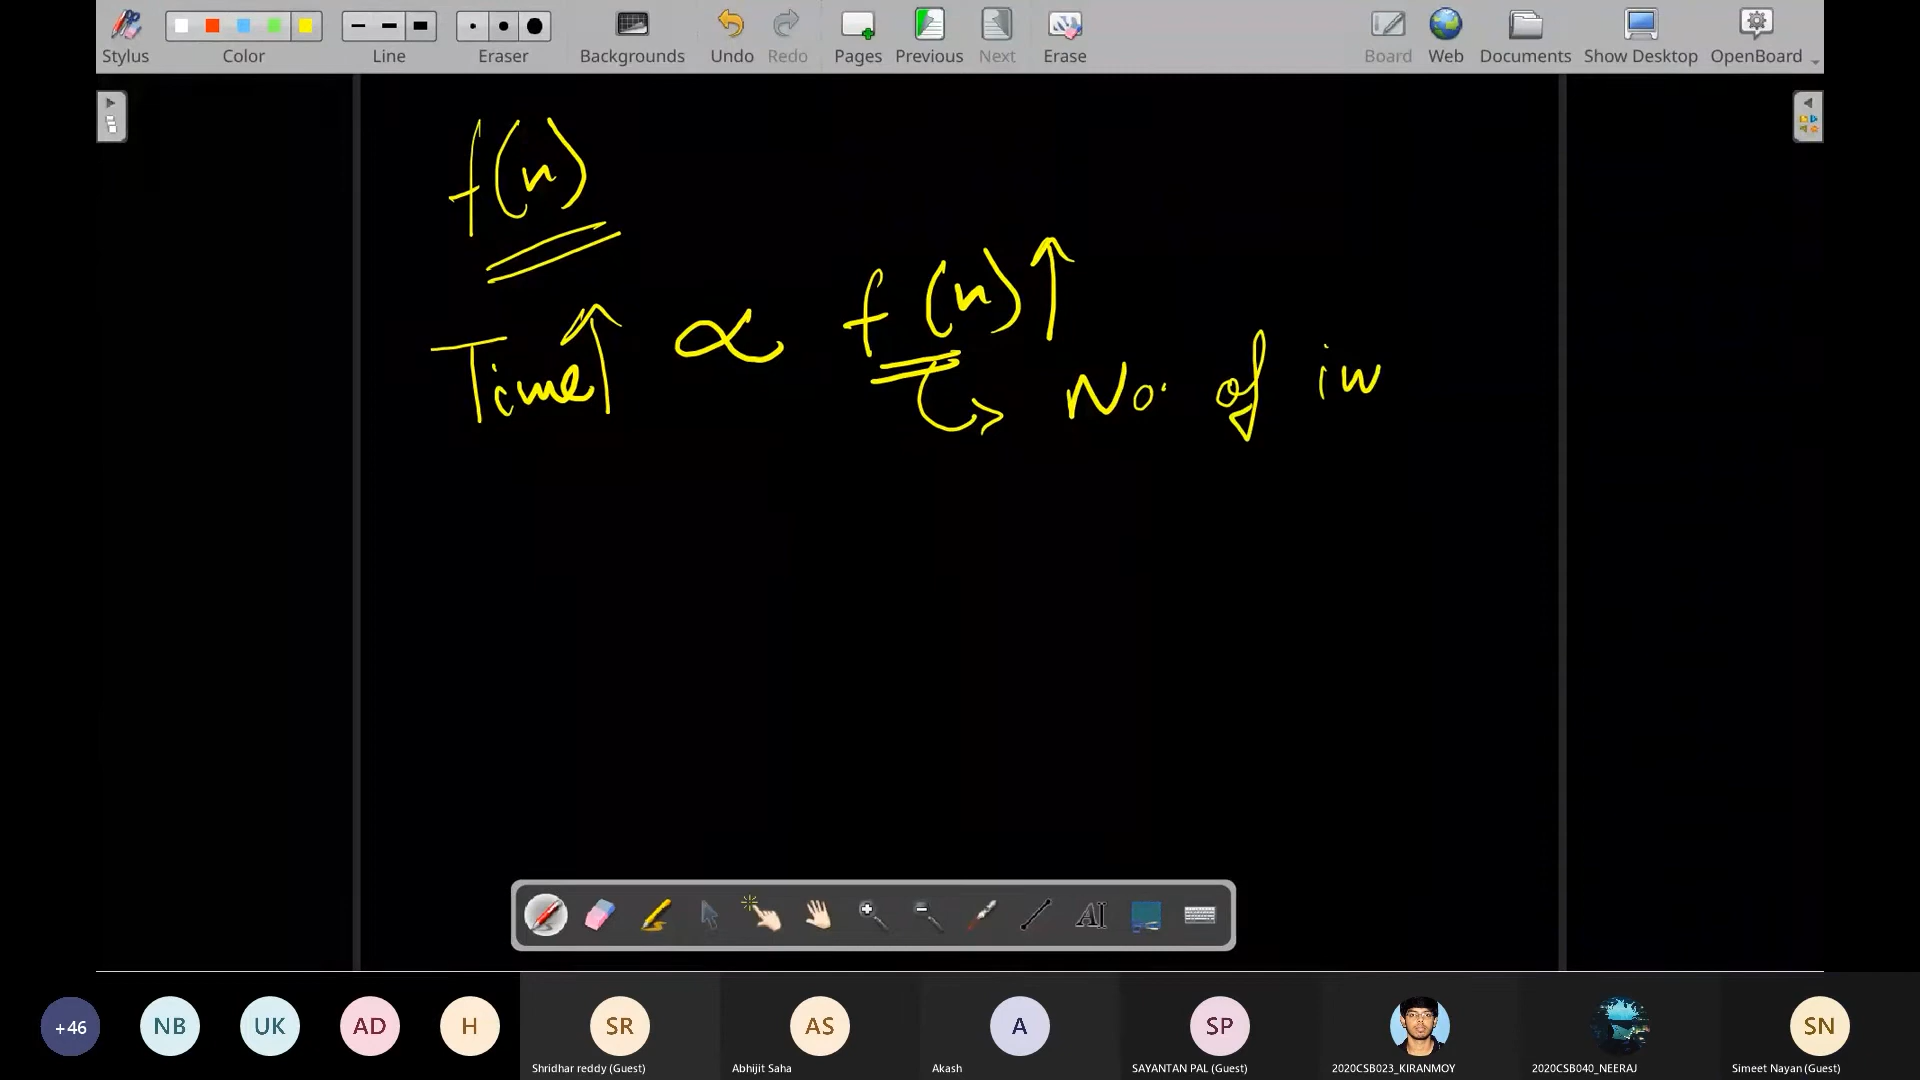 Stylus Color Line Eraser Backgrounds Undo Redo Pages Previous Next Erase Board Web Documents Show Desktop OpenBoard
f(n)
Time ↑ ∝ f(n) ↑
No. of in
AI
+46 NB UK AD H SR AS A SP SN
Shridhar reddy (Guest) Abhijit Saha Akash SAYANTAN PAL (Guest) 2020CSB023_KIRANMOY 2020CSB040_NEERAJ Simeet Nayan (Guest)